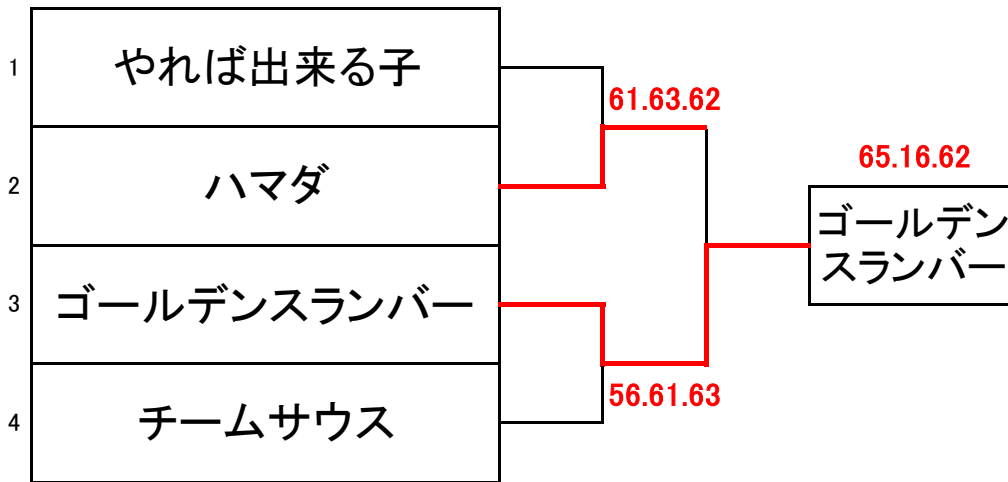 1
やれば出来る子
61.63.62
65.16.62
2
ハマダ
ゴールデン
スランバー
3
ゴールデンスランバー
56.61.63
4
チームサウス